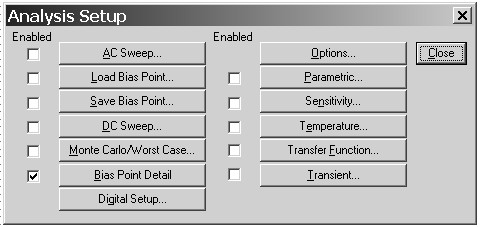 Analysis Setup
Enabled
Enabled
AC Sweep...
Options...
Close
Load Bias Point...
Parametric...
Save Bias Point...
Sensitivity...
DC Sweep...
Temperature...
Monte Carlo/Worst Case...
Transfer Function...
Bias Point Detail
Transient...
Digital Setup...